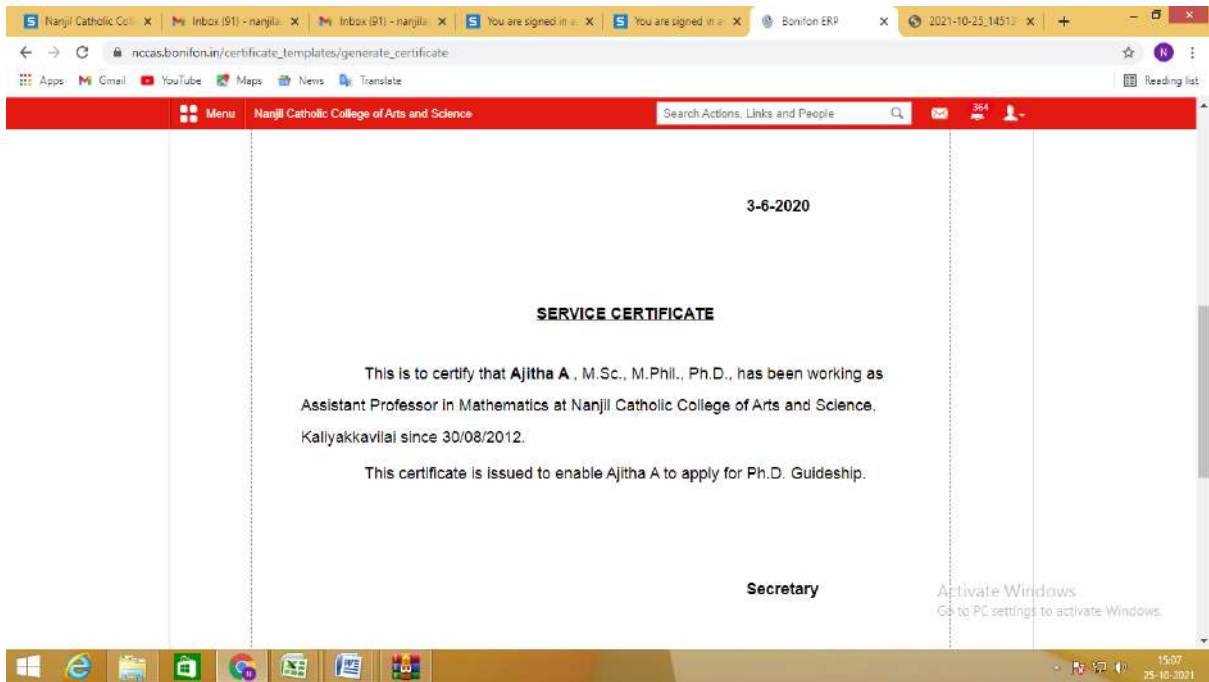 Nanjil Catholic Coll
Inbox (91) - nanjila
Inbox (91) - nanjila
You are signed in a
You are signed in a
Bonifon ERP
2021-10-25_14513
nccas.bonifon.in/certificate_templates/generate_certificate
N
Apps
Gmail
YouTube
Maps
News
Translate
Reading list
Menu
Nanjil Catholic College of Arts and Science
Search Actions, Links and People
364
3-6-2020
SERVICE CERTIFICATE
This is to certify that Ajitha A , M.Sc., M.Phil., Ph.D., has been working as
Assistant Professor in Mathematics at Nanjil Catholic College of Arts and Science,
Kaliyakkavilai since 30/08/2012.
This certificate is issued to enable Ajitha A to apply for Ph.D. Guideship.
Secretary
Activate Windows
Go to PC settings to activate Windows.
15:07
25-10-2021